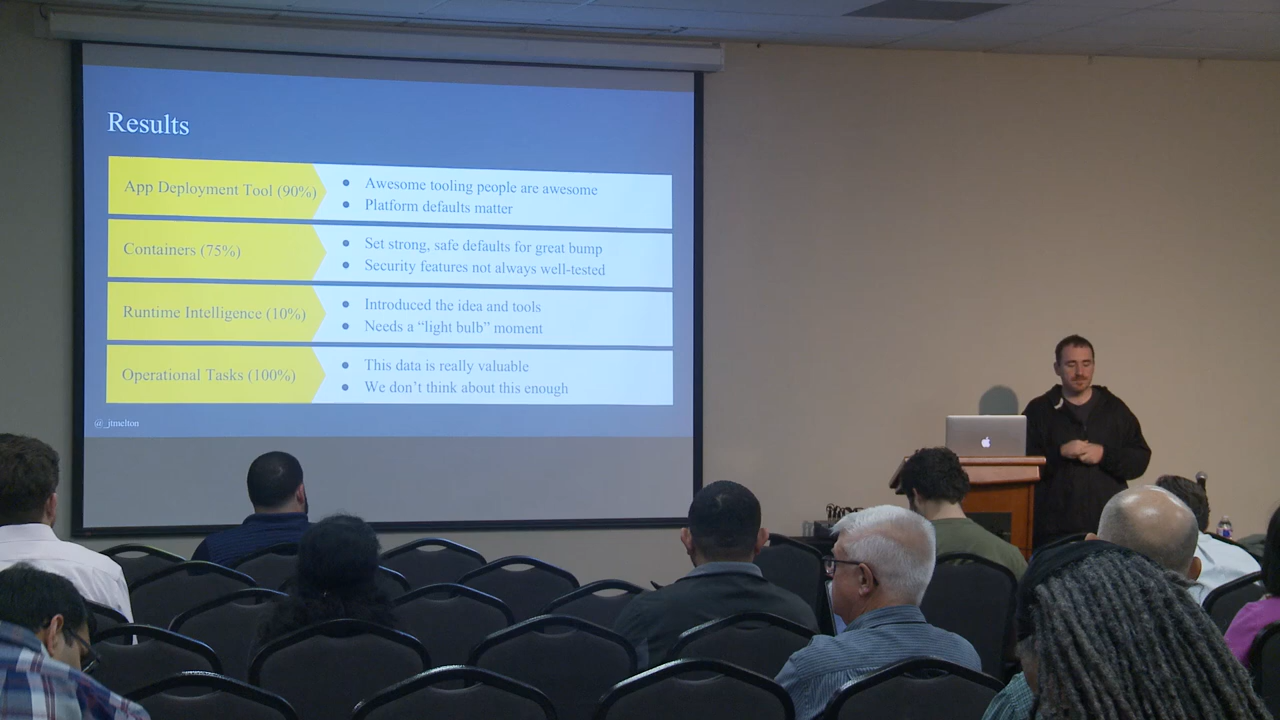 Results
App Deployment Tool (90%)
• Awesome tooling people are awesome
• Platform defaults matter
Containers (75%)
• Set strong, safe defaults for great bump
• Security features not always well-tested
Runtime Intelligence (10%)
• Introduced the idea and tools
• Needs a “light bulb” moment
Operational Tasks (100%)
• This data is really valuable
• We don’t think about this enough
@_jtmelton